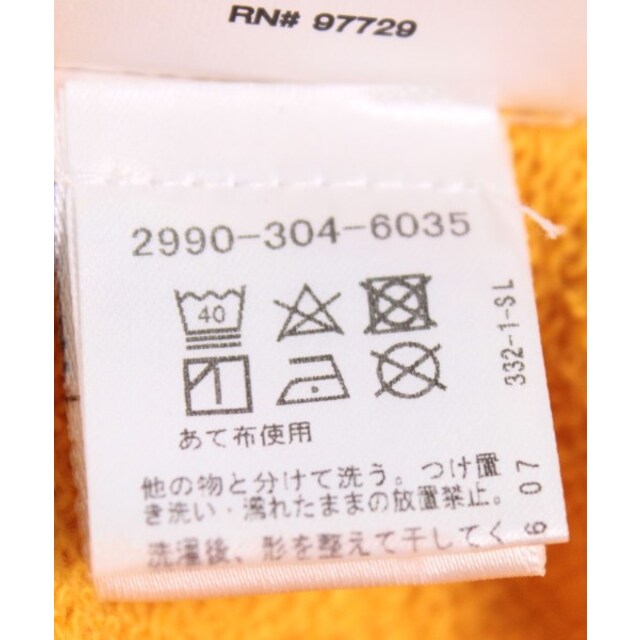 RN# 97729
2990-304-6035
40
332-1-SL
あて布使用
他の物と分けて洗う。つけ置
き洗い・濡れたままの放置禁止。
洗濯後、形を整えて干してく
6 07